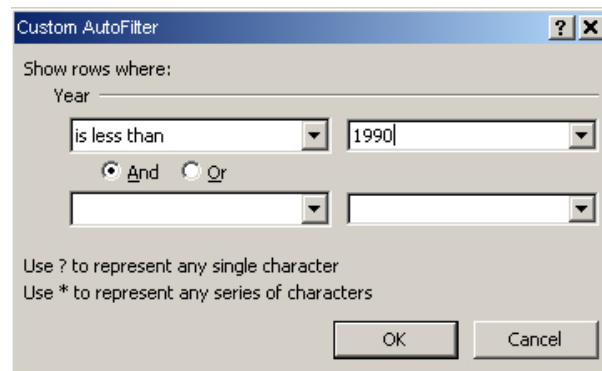 Custom AutoFilter
Show rows where:
Year
is less than 1990
And Or
Use ? to represent any single character
Use * to represent any series of characters
OK Cancel